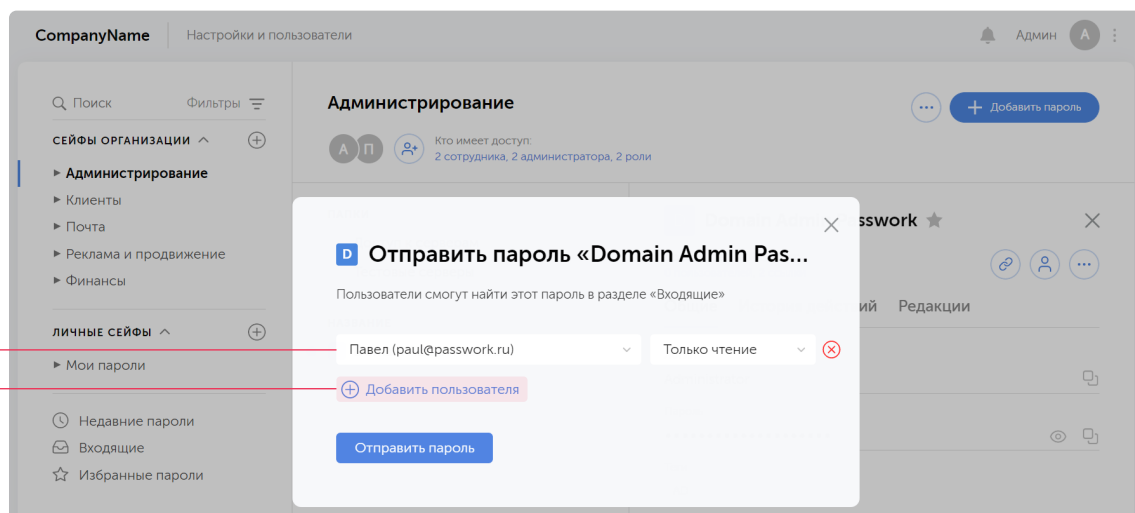 CompanyName Настройки и пользователи Админ А
Поиск Фильтры
СЕЙФЫ ОРГАНИЗАЦИИ
Администрирование
Клиенты
Почта
Реклама и продвижение
Финансы
ЛИЧНЫЕ СЕЙФЫ
Мои пароли
Недавние пароли
Входящие
Избранные пароли
Администрирование
Добавить пароль
А П
Кто имеет доступ:
2 сотрудника, 2 администратора, 2 роли
sswork
ий Редакции
D Отправить пароль «Domain Admin Pas...
Пользователи смогут найти этот пароль в разделе «Входящие»
Павел (paul@passwork.ru) Только чтение
Добавить пользователя
Отправить пароль